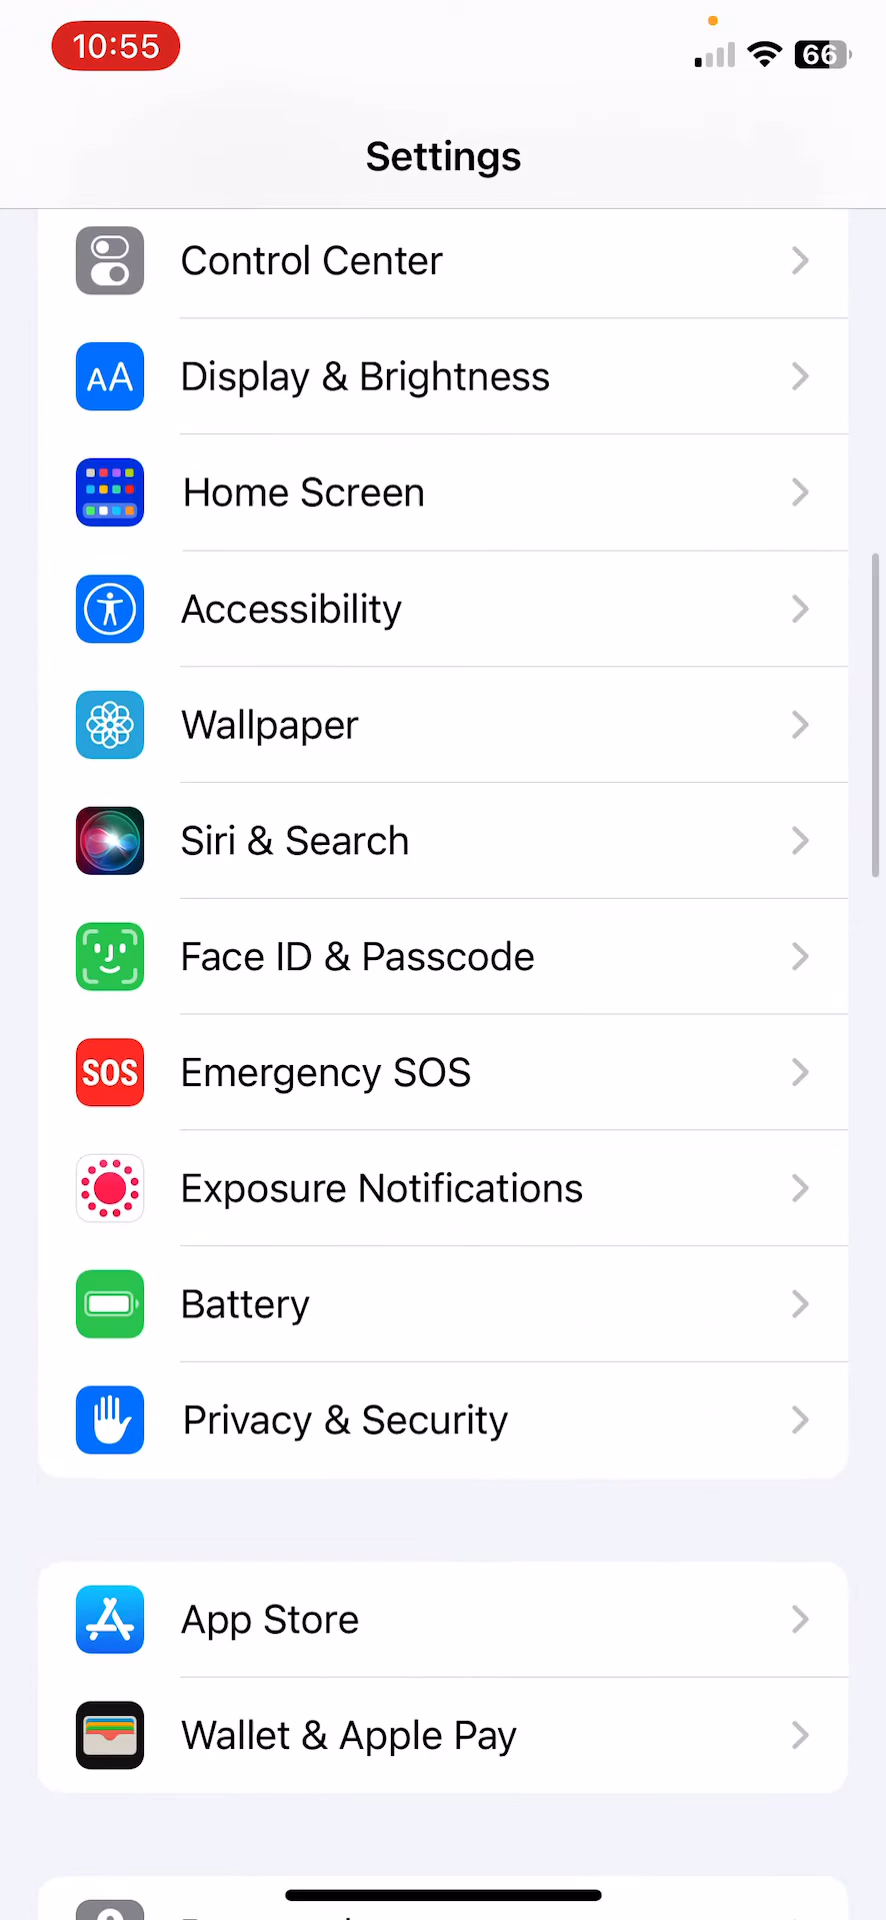 10:55
66
Settings
Control Center
AA Display & Brightness
Home Screen
Accessibility
Wallpaper
Siri & Search
Face ID & Passcode
SOS Emergency SOS
Exposure Notifications
Battery
Privacy & Security
App Store
Wallet & Apple Pay